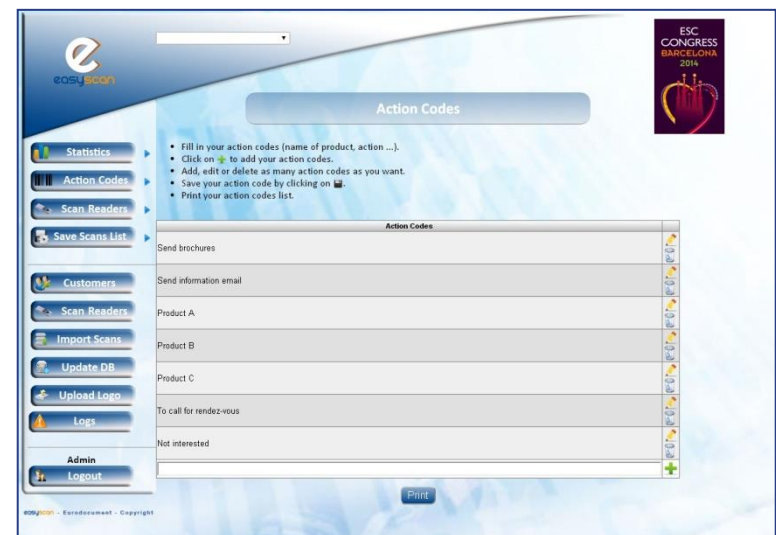 easyscan
ESC
CONGRESS
BARCELONA
2014
Action Codes
Statistics
Action Codes
Scan Readers
Save Scans List
Customers
Scan Readers
Import Scans
Update DB
Upload Logo
Logs
Admin
Logout
• Fill in your action codes (name of product, action ...).
• Click on to add your action codes.
• Add, edit or delete as many action codes as you want.
• Save your action code by clicking on .
• Print your action codes list.
Action Codes
Send brochures
Send information email
Product A
Product B
Product C
To call for rendez-vous
Not interested
Print
easyscan - Eurodocument - Copyright